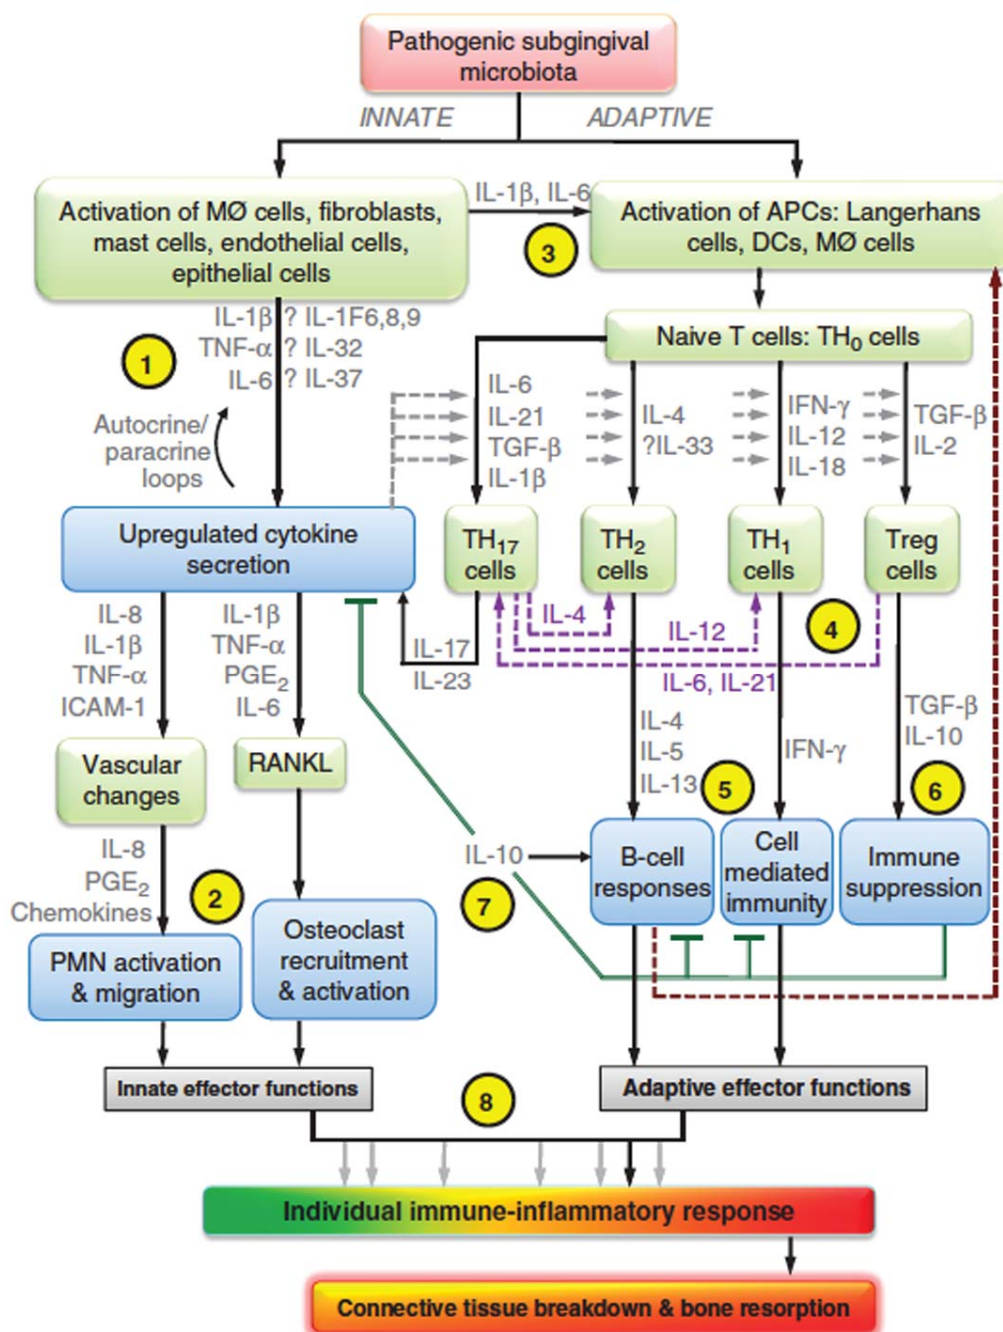 Pathogenic subgingival
microbiota
INNATE
ADAPTIVE
Activation of MØ cells, fibroblasts,
mast cells, endothelial cells,
epithelial cells
IL-1β, IL-6
3
Activation of APCs: Langerhans
cells, DCs, MØ cells
IL-1β ? IL-1F6,8,9
TNF-α ? IL-32
IL-6 ? IL-37
1
Autocrine/
paracrine
loops
Naive T cells: TH₀ cells
IL-6
IL-21
TGF-β
IL-1β
IL-4
?IL-33
IFN-γ
IL-12
IL-18
TGF-β
IL-2
Upregulated cytokine
secretion
TH₁₇
cells
TH₂
cells
TH₁
cells
Treg
cells
IL-4
IL-12
4
IL-6, IL-21
IL-17
IL-23
IL-8
IL-1β
TNF-α
ICAM-1
IL-1β
TNF-α
PGE₂
IL-6
IL-4
IL-5
IL-13
5
IFN-γ
TGF-β
IL-10
6
Vascular
changes
RANKL
IL-8
PGE₂
Chemokines
2
IL-10
7
B-cell
responses
Cell
mediated
immunity
Immune
suppression
PMN activation
& migration
Osteoclast
recruitment
& activation
Innate effector functions
8
Adaptive effector functions
Individual immune-inflammatory response
Connective tissue breakdown & bone resorption